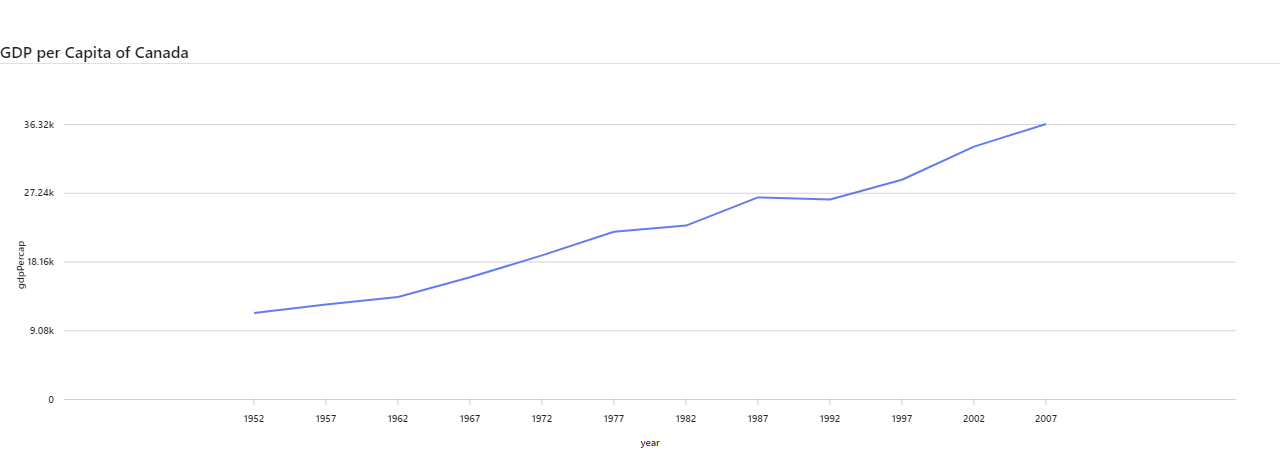 GDP per Capita of Canada
36.32k
27.24k
18.16k
9.08k
0
gdpPercap
1952 1957 1962 1967 1972 1977 1982 1987 1992 1997 2002 2007
year